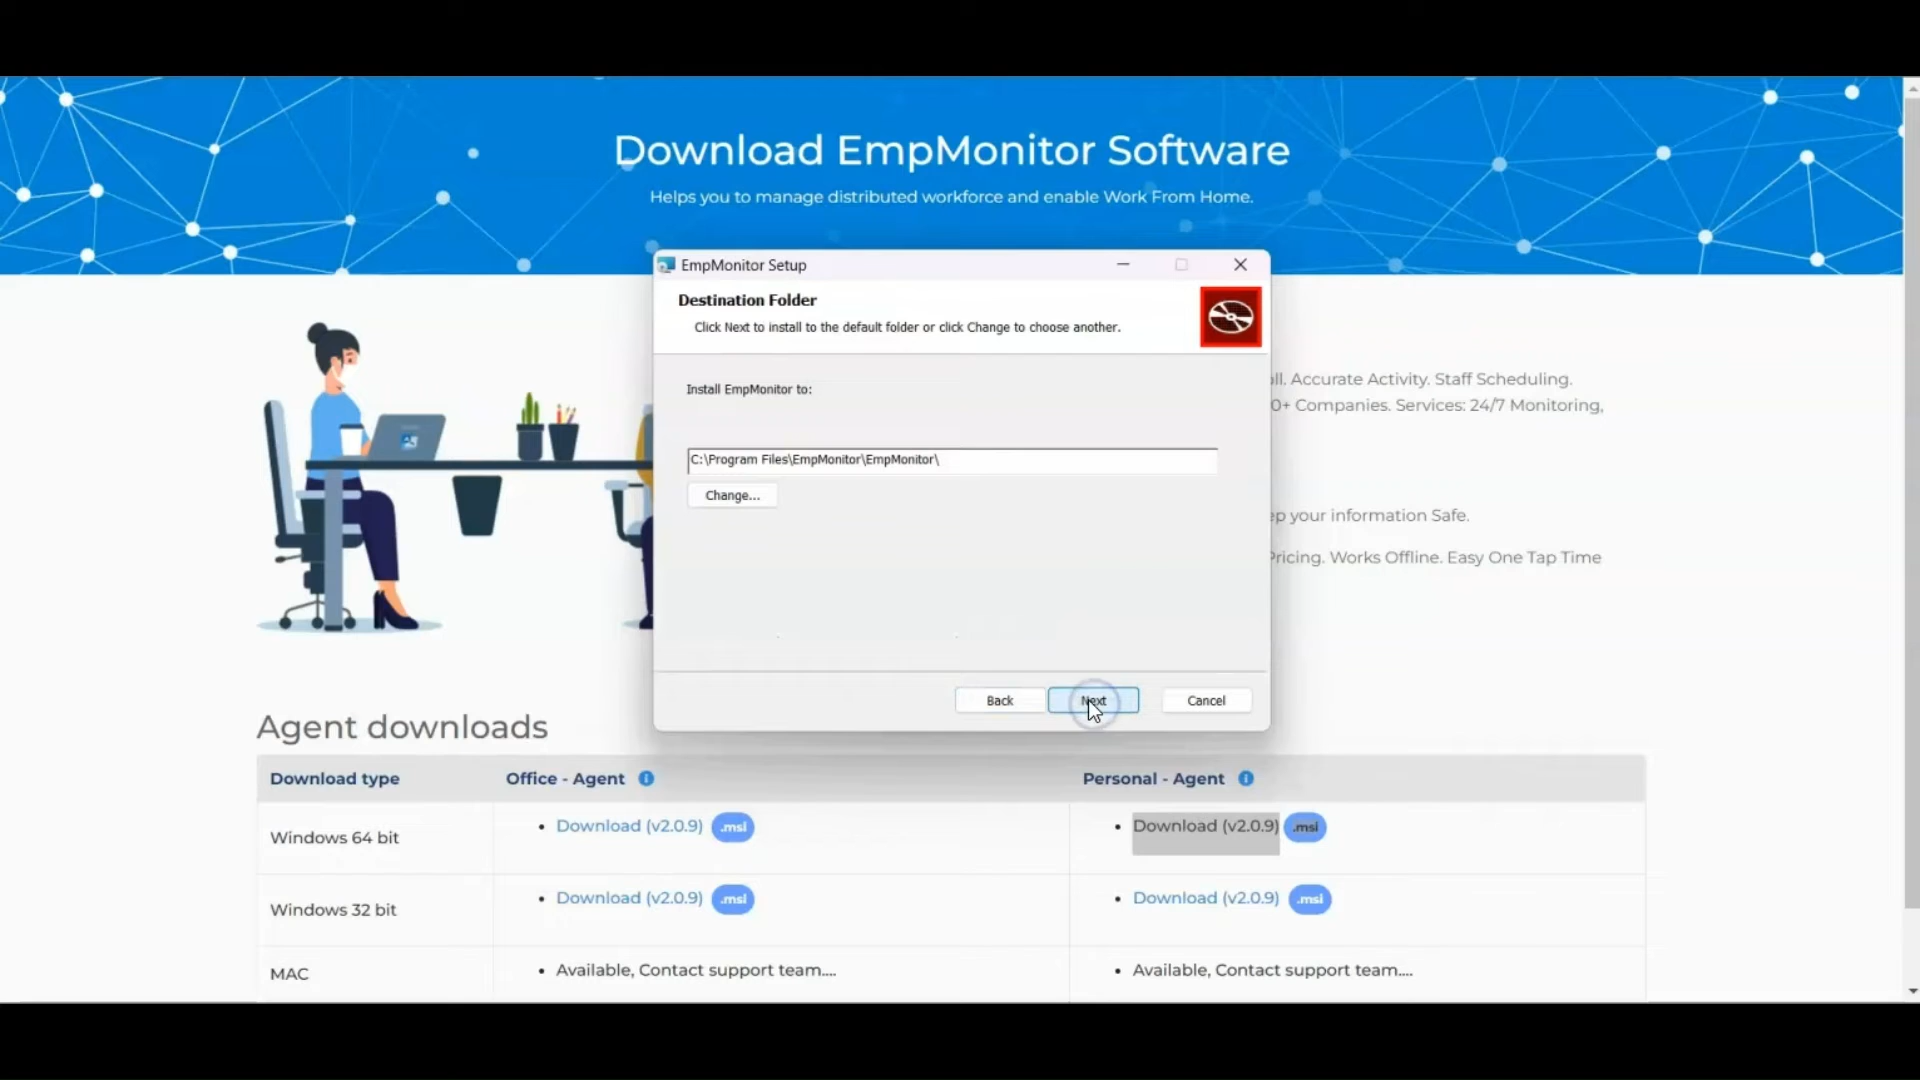 Download EmpMonitor Software
Helps you to manage distributed workforce and enable Work From Home.
EmpMonitor Setup
Destination Folder
Click Next to install to the default folder or click Change to choose another.
Install EmpMonitor to:
C:\Program Files\EmpMonitor\EmpMonitor\
Change...
Back
Next
Cancel
Accurate Activity. Staff Scheduling.
0+ Companies. Services: 24/7 Monitoring,
your information Safe.
Pricing. Works Offline. Easy One Tap Time
Agent downloads
Download type Office - Agent Personal - Agent
Windows 64 bit
• Download (v2.0.9) .msi
• Download (v2.0.9) .msi
Windows 32 bit
• Download (v2.0.9) .msi
• Download (v2.0.9) .msi
MAC
• Available, Contact support team....
• Available, Contact support team....